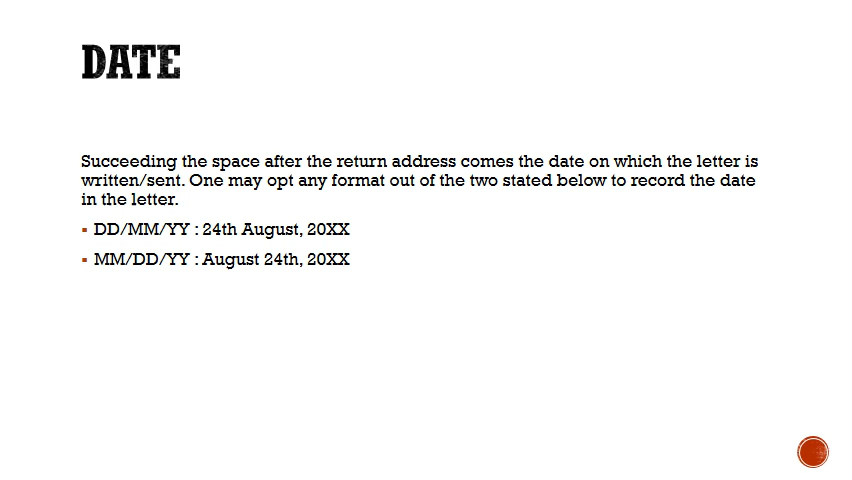 DATE
Succeeding the space after the return address comes the date on which the letter is
written/sent. One may opt any format out of the two stated below to record the date
in the letter.
▪ DD/MM/YY : 24th August, 20XX
▪ MM/DD/YY : August 24th, 20XX